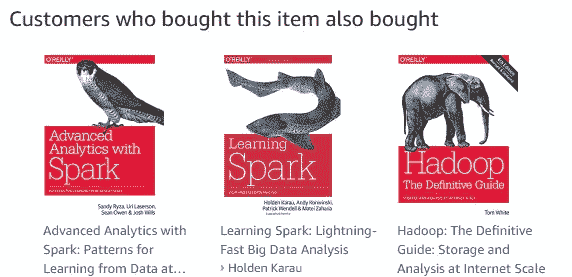 Customers who bought this item also bought
O'REILLY®
Advanced
Analytics with
Spark
Sandy Ryza, Uri Laserson,
Sean Owen & Josh Wills
Advanced Analytics with
Spark: Patterns for
Learning from Data at…
O'REILLY®
Learning
Spark
Holden Karau, Andy Konwinski,
Patrick Wendell & Matei Zaharia
Learning Spark: Lightning-
Fast Big Data Analysis
› Holden Karau
O'REILLY®
Hadoop
The Definitive Guide
Tom White
Hadoop: The Definitive
Guide: Storage and
Analysis at Internet Scale